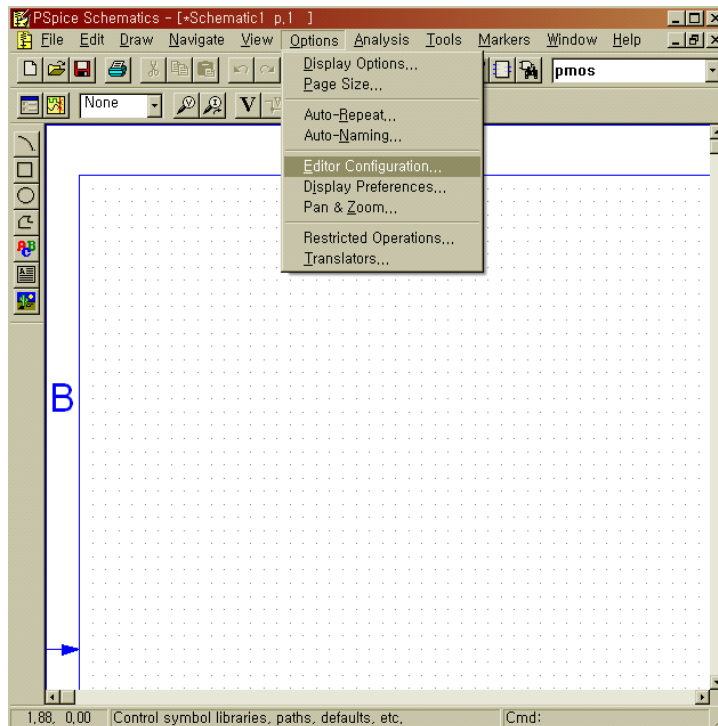 PSpice Schematics - [*Schematic1 p,1 ]
File Edit Draw Navigate View Options Analysis Tools Markers Window Help
pmos
None
V
Display Options,,,
Page Size,,,
Auto-Repeat,,,
Auto-Naming,,,
Editor Configuration,,,
Display Preferences,,,
Pan & Zoom,,,
Restricted Operations,,,
Translators,,,
ABC
B
1,88, 0,00 Control symbol libraries, paths, defaults, etc, Cmd: